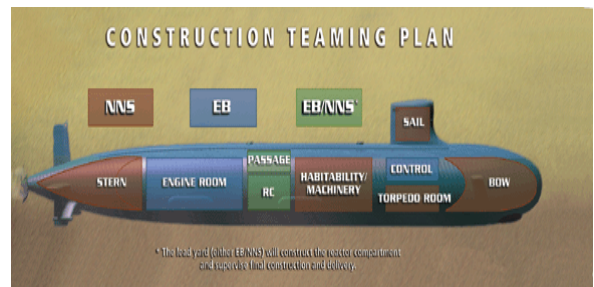 CONSTRUCTION TEAMING PLAN
NNS
EB
EB/NNS*
SAIL
STERN
ENGINE ROOM
PASSAGE
RC
HABITABILITY/
MACHINERY
CONTROL
TORPEDO ROOM
BOW
* The lead yard (either EB/NNS) will construct the reactor compartment
and supervise final construction and delivery.